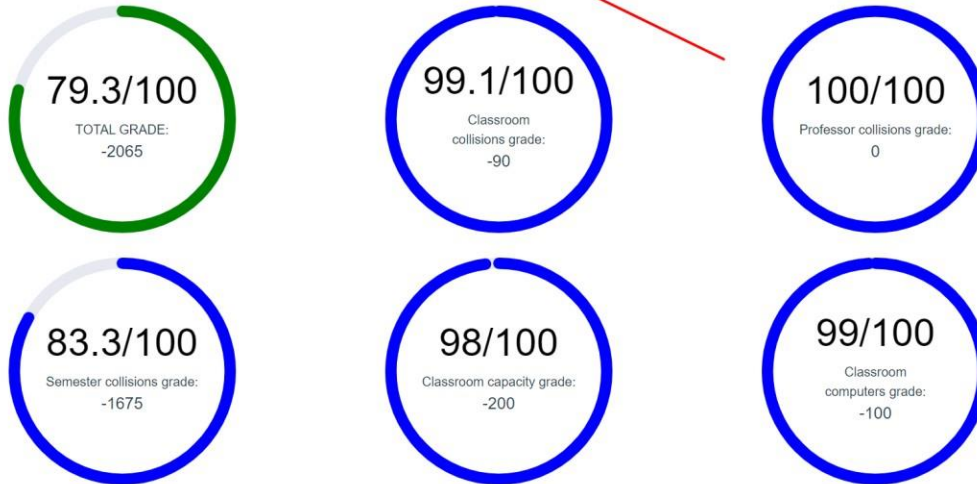 79.3/100
TOTAL GRADE:
-2065
99.1/100
Classroom
collisions grade:
-90
100/100
Professor collisions grade:
0
83.3/100
Semester collisions grade:
-1675
98/100
Classroom capacity grade:
-200
99/100
Classroom
computers grade:
-100